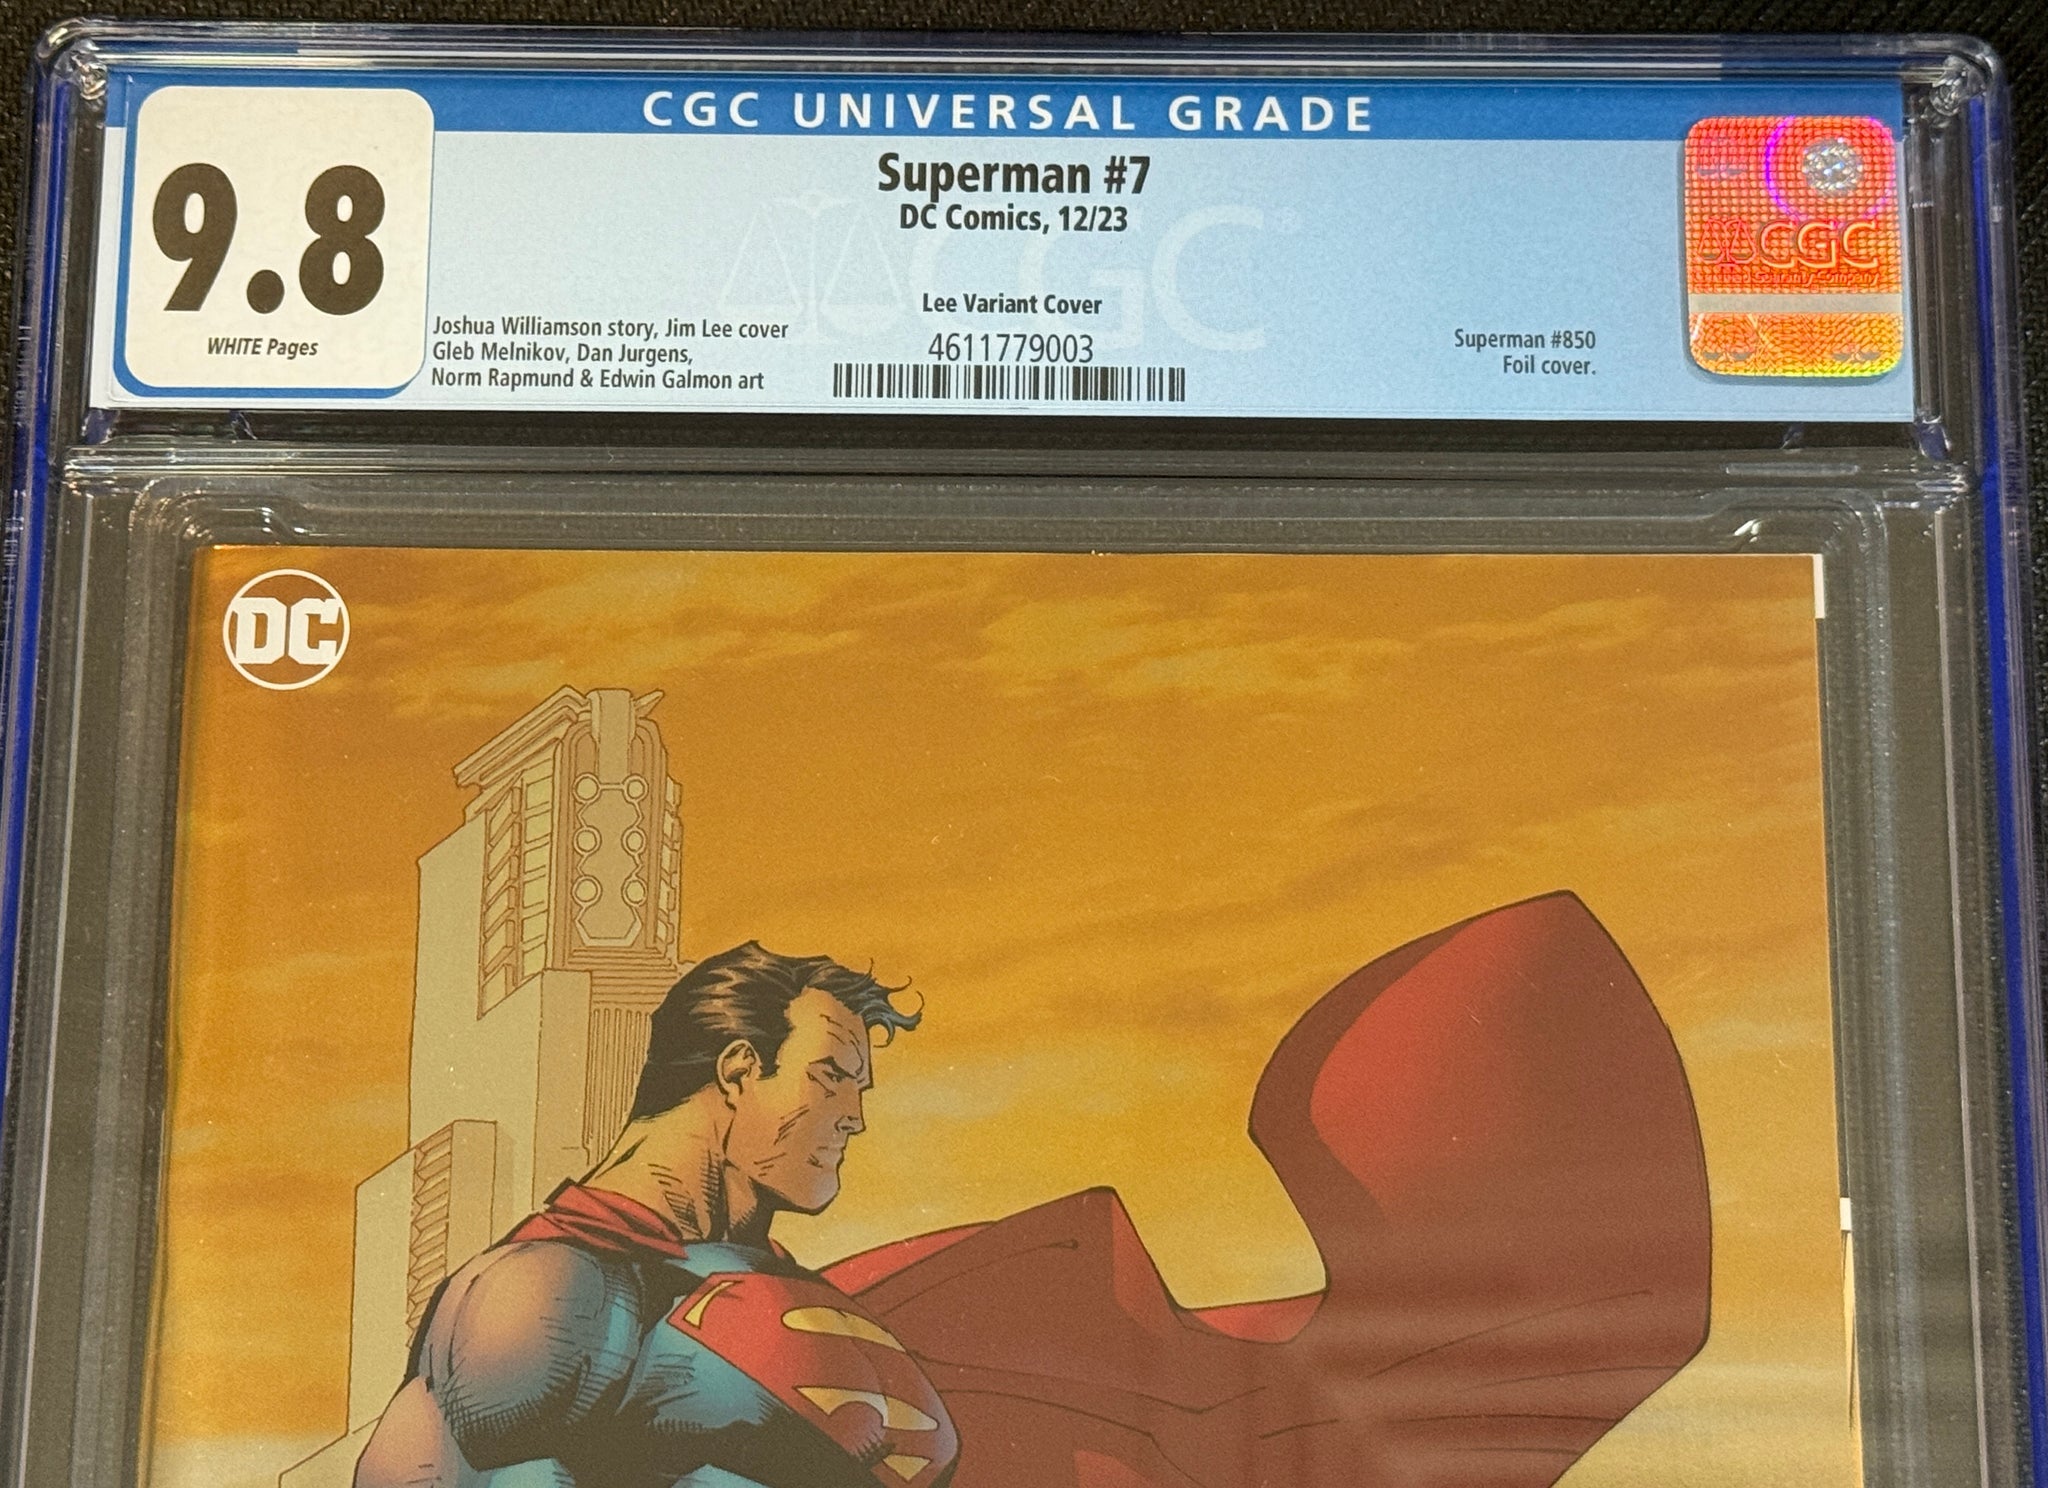 CGC UNIVERSAL GRADE
9.8
WHITE Pages
Superman #7
DC Comics, 12/23
Lee Variant Cover
4611779003
Joshua Williamson story, Jim Lee cover
Gleb Melnikov, Dan Jurgens,
Norm Rapmund & Edwin Galmon art
Superman #850
Foil cover.
CGC
CGC
DC